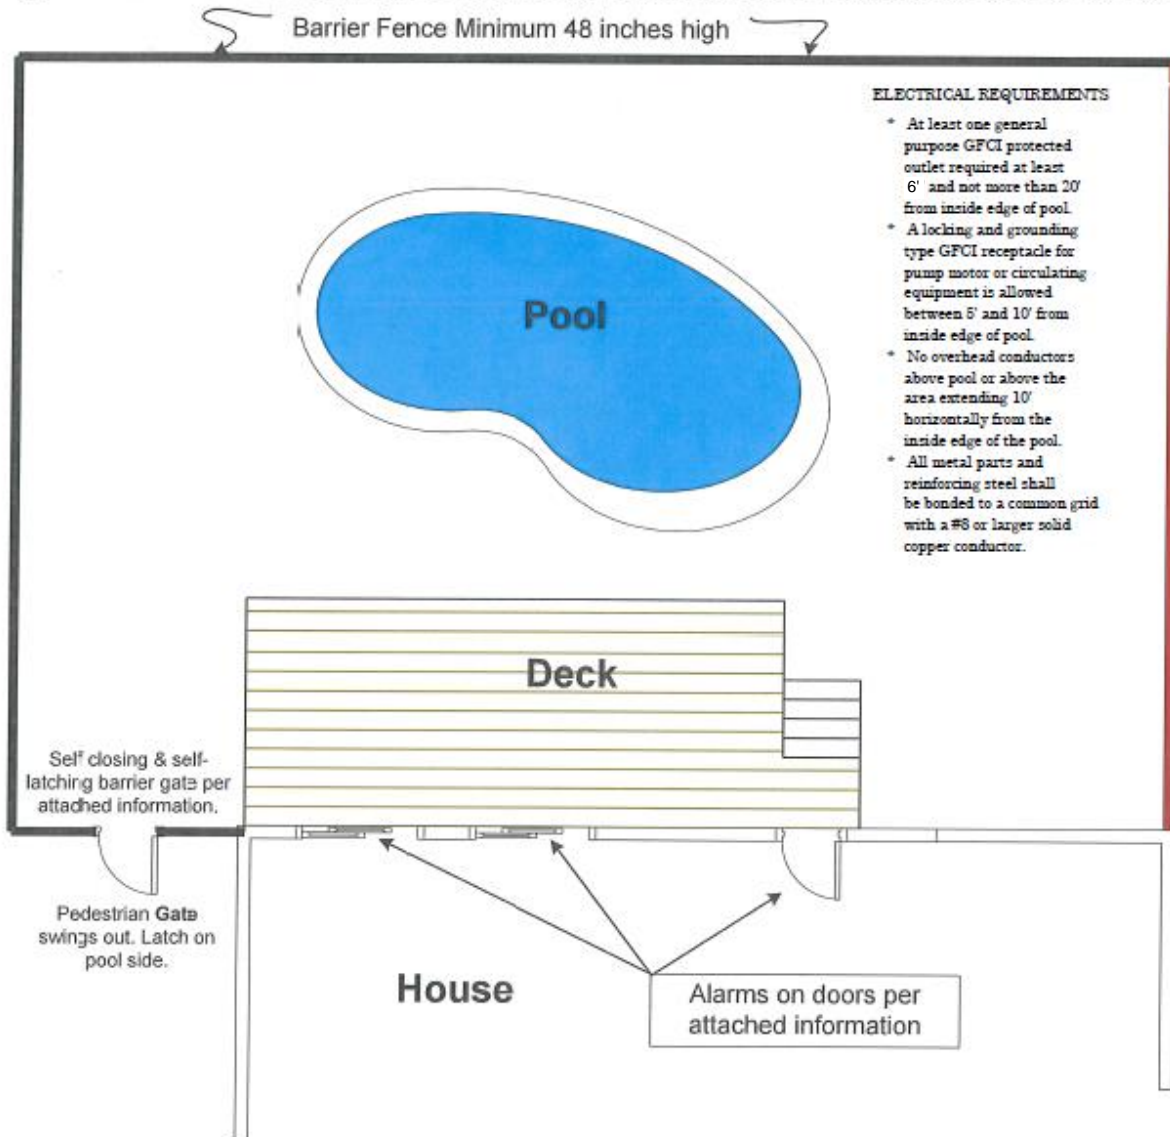 Barrier Fence Minimum 48 inches high
ELECTRICAL REQUIREMENTS
* At least one general
purpose GFCI protected
outlet required at least
6' and not more than 20'
from inside edge of pool.
* A locking and grounding
type GFCI receptacle for
pump motor or circulating
equipment is allowed
between 5' and 10' from
inside edge of pool.
* No overhead conductors
above pool or above the
area extending 10'
horizontally from the
inside edge of the pool.
* All metal parts and
reinforcing steel shall
be bonded to a common grid
with a #8 or larger solid
copper conductor.
Pool
Deck
Self closing & self-
latching barrier gate per
attached information.
Pedestrian Gate
swings out. Latch on
pool side.
House
Alarms on doors per
attached information